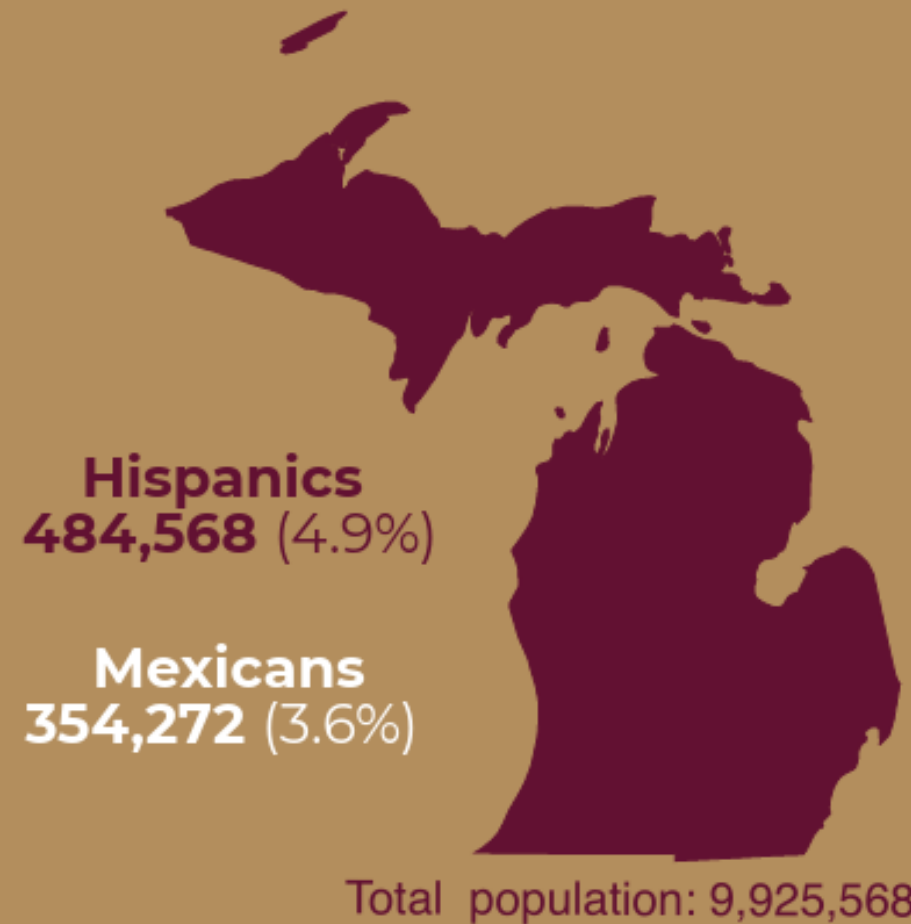 Hispanics
484,568 (4.9%)
Mexicans
354,272 (3.6%)
Total population: 9,925,568